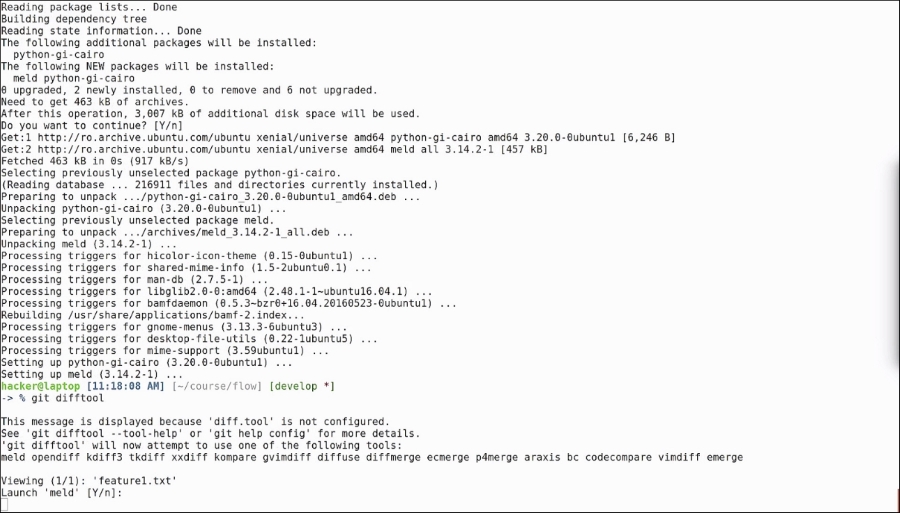 Reading package lists... Done
Building dependency tree
Reading state information... Done
The following additional packages will be installed:
  python-gi-cairo
The following NEW packages will be installed:
  meld python-gi-cairo
0 upgraded, 2 newly installed, 0 to remove and 6 not upgraded.
Need to get 463 kB of archives.
After this operation, 3,007 kB of additional disk space will be used.
Do you want to continue? [Y/n]
Get:1 http://ro.archive.ubuntu.com/ubuntu xenial/universe amd64 python-gi-cairo amd64 3.20.0-0ubuntu1 [6,246 B]
Get:2 http://ro.archive.ubuntu.com/ubuntu xenial/universe amd64 meld all 3.14.2-1 [457 kB]
Fetched 463 kB in 0s (917 kB/s)
Selecting previously unselected package python-gi-cairo.
(Reading database ... 216911 files and directories currently installed.)
Preparing to unpack .../python-gi-cairo_3.20.0-0ubuntu1_amd64.deb ...
Unpacking python-gi-cairo (3.20.0-0ubuntu1) ...
Selecting previously unselected package meld.
Preparing to unpack .../archives/meld_3.14.2-1_all.deb ...
Unpacking meld (3.14.2-1) ...
Processing triggers for hicolor-icon-theme (0.15-0ubuntu1) ...
Processing triggers for shared-mime-info (1.5-2ubuntu0.1) ...
Processing triggers for man-db (2.7.5-1) ...
Processing triggers for libglib2.0-0:amd64 (2.48.1-1~ubuntu16.04.1) ...
Processing triggers for bamfdaemon (0.5.3~bzr0+16.04.20160523-0ubuntu1) ...
Rebuilding /usr/share/applications/bamf-2.index...
Processing triggers for gnome-menus (3.13.3-6ubuntu3) ...
Processing triggers for desktop-file-utils (0.22-1ubuntu5) ...
Processing triggers for mime-support (3.59ubuntu1) ...
Setting up python-gi-cairo (3.20.0-0ubuntu1) ...
Setting up meld (3.14.2-1) ...
hacker@laptop [11:18:08 AM] [~/course/flow] [develop *]
-> % git difftool

This message is displayed because 'diff.tool' is not configured.
See 'git difftool --tool-help' or 'git help config' for more details.
'git difftool' will now attempt to use one of the following tools:
meld opendiff kdiff3 tkdiff xxdiff kompare gvimdiff diffuse diffmerge ecmerge p4merge araxis bc codecompare vimdiff emerge

Viewing (1/1): 'feature1.txt'
Launch 'meld' [Y/n]: